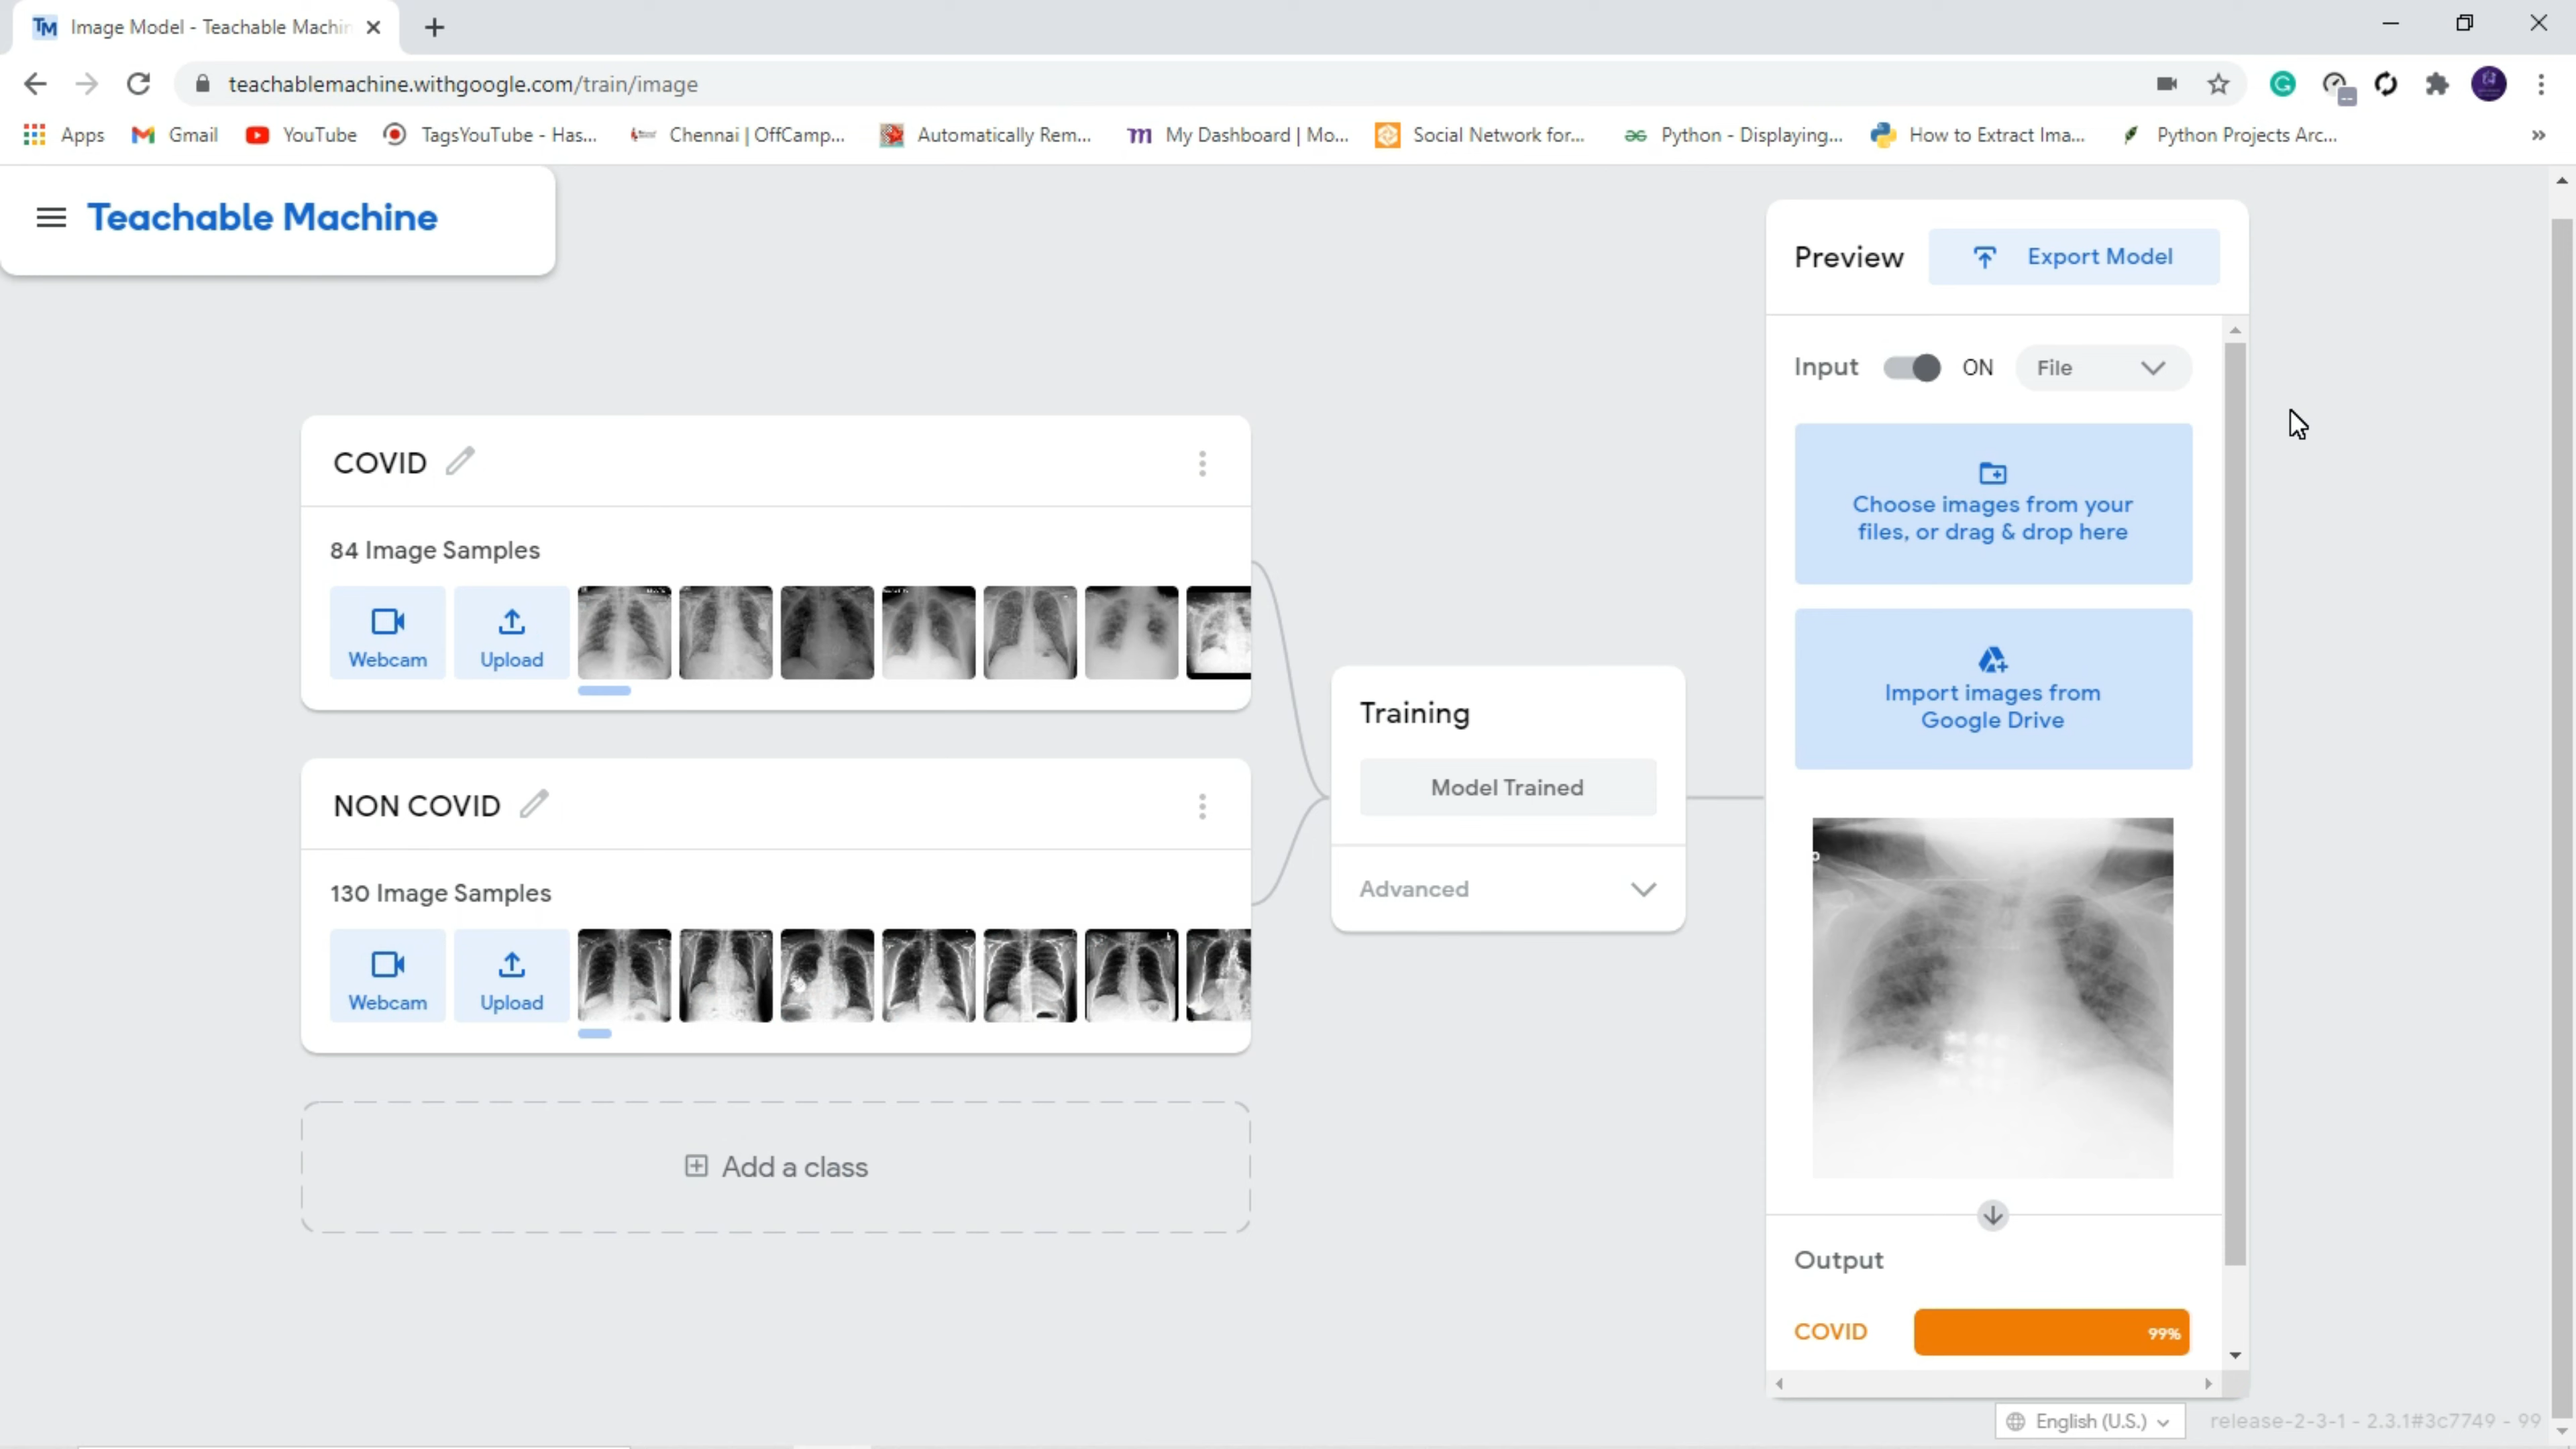 Image Model - Teachable Machin
teachablemachine.withgoogle.com/train/image
Apps
Gmail
YouTube
TagsYouTube - Has...
Chennai | OffCamp...
Automatically Rem...
My Dashboard | Mo...
Social Network for...
Python - Displaying...
How to Extract Ima...
Python Projects Arc...
Teachable Machine
Preview
Export Model
Input
ON
File
Choose images from your
files, or drag & drop here
Import images from
Google Drive
COVID
84 Image Samples
Webcam
Upload
NON COVID
130 Image Samples
Webcam
Upload
Add a class
Training
Model Trained
Advanced
Output
COVID
99%
English (U.S.)
release-2-3-1 - 2.3.1#3c7749 - 99